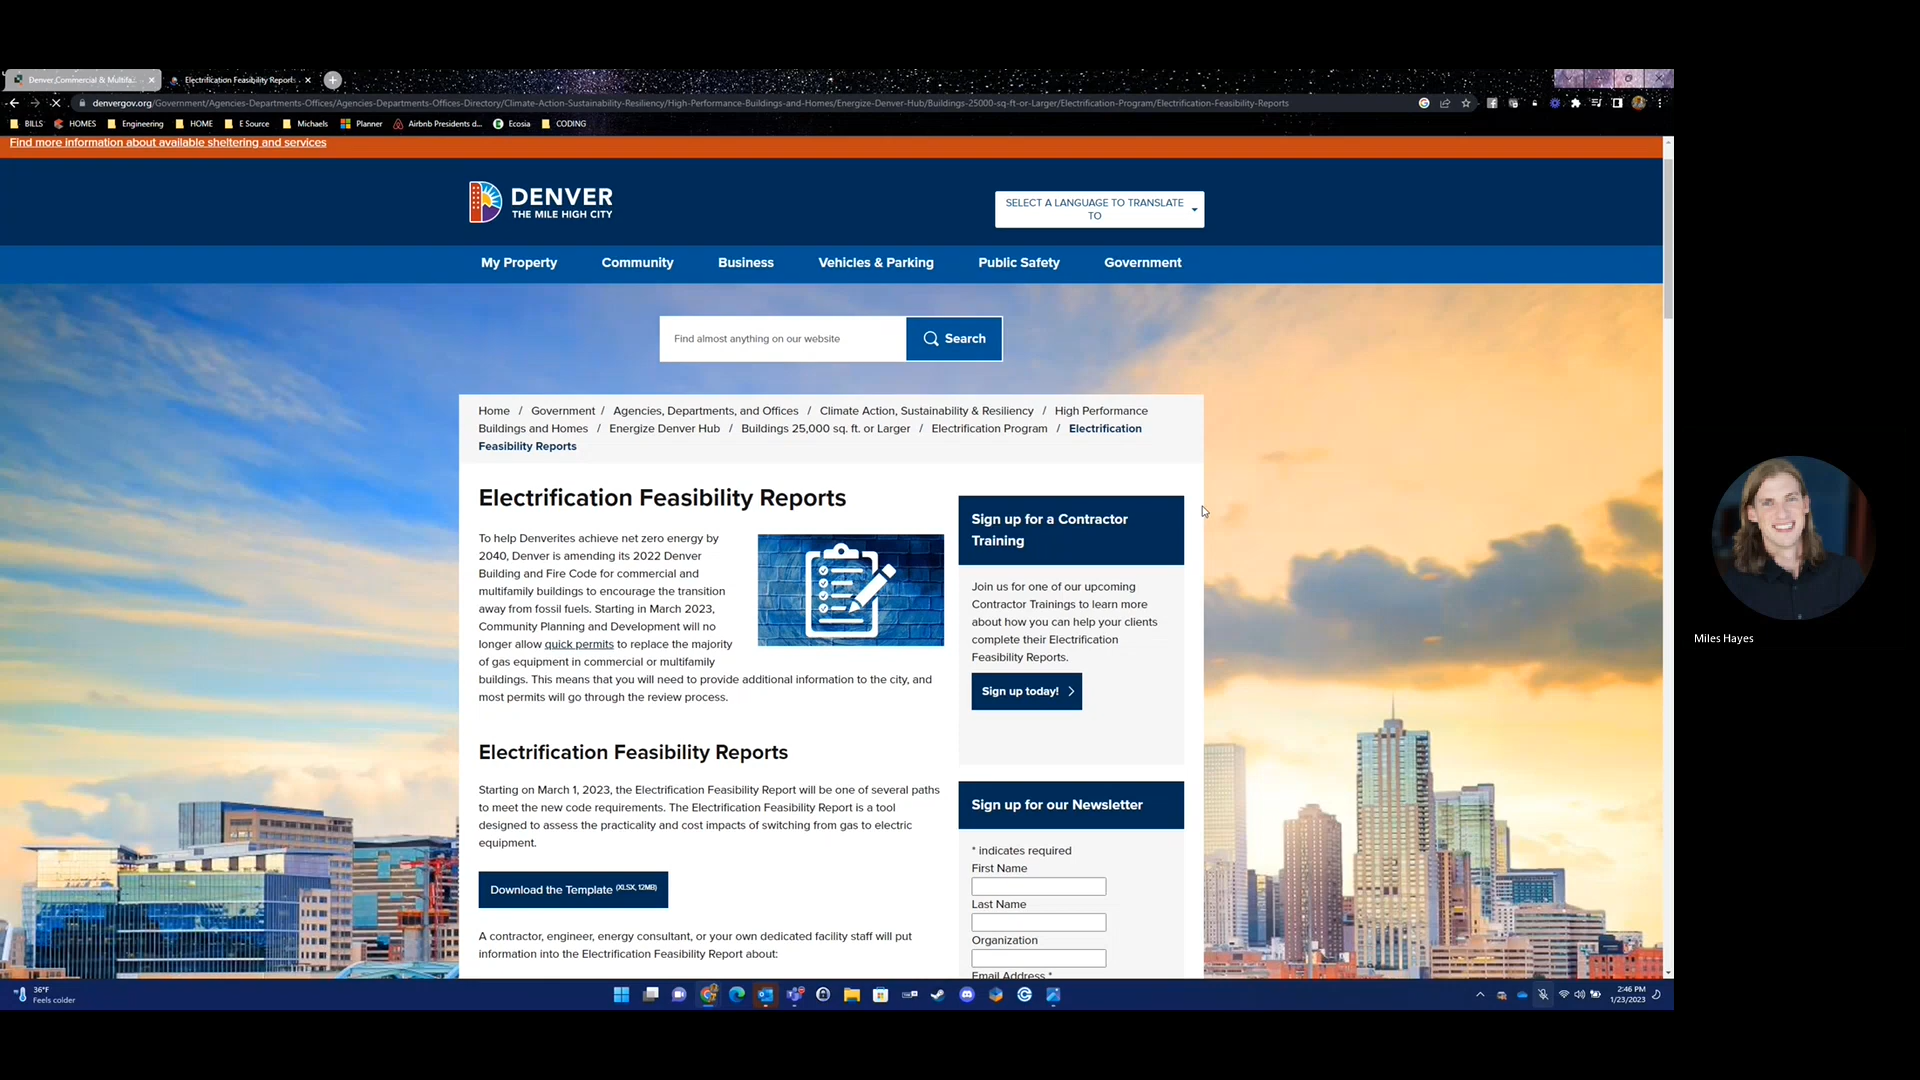 Denver Commercial & Multifa...
Electrification Feasibility Reports
denvergov.org/Government/Agencies-Departments-Offices/Agencies-Departments-Offices-Directory/Climate-Action-Sustainability-Resiliency/High-Performance-Buildings-and-Homes/Energize-Denver-Hub/Buildings-25000-sq-ft-or-Larger/Electrification-Program/Electrification-Feasibility-Reports
BILLS HOMES Engineering HOME E Source Michaels Planner Airbnb Presidents d... Ecosia CODING
Find more information about available sheltering and services
DENVER
THE MILE HIGH CITY
SELECT A LANGUAGE TO TRANSLATE
TO
My Property Community Business Vehicles & Parking Public Safety Government
Find almost anything on our website
Search
Home / Government / Agencies, Departments, and Offices / Climate Action, Sustainability & Resiliency / High Performance
Buildings and Homes / Energize Denver Hub / Buildings 25,000 sq. ft. or Larger / Electrification Program / Electrification
Feasibility Reports
Electrification Feasibility Reports
To help Denverites achieve net zero energy by
2040, Denver is amending its 2022 Denver
Building and Fire Code for commercial and
multifamily buildings to encourage the transition
away from fossil fuels. Starting in March 2023,
Community Planning and Development will no
longer allow quick permits to replace the majority
of gas equipment in commercial or multifamily
buildings. This means that you will need to provide additional information to the city, and
most permits will go through the review process.
Electrification Feasibility Reports
Starting on March 1, 2023, the Electrification Feasibility Report will be one of several paths
to meet the new code requirements. The Electrification Feasibility Report is a tool
designed to assess the practicality and cost impacts of switching from gas to electric
equipment.
Download the Template (XLSX, 12MB)
A contractor, engineer, energy consultant, or your own dedicated facility staff will put
information into the Electrification Feasibility Report about:
Sign up for a Contractor
Training
Join us for one of our upcoming
Contractor Trainings to learn more
about how you can help your clients
complete their Electrification
Feasibility Reports.
Sign up today!
Sign up for our Newsletter
* indicates required
First Name
Last Name
Organization
Email Address *
Miles Hayes
36°F
Feels colder
2:46 PM
1/23/2023